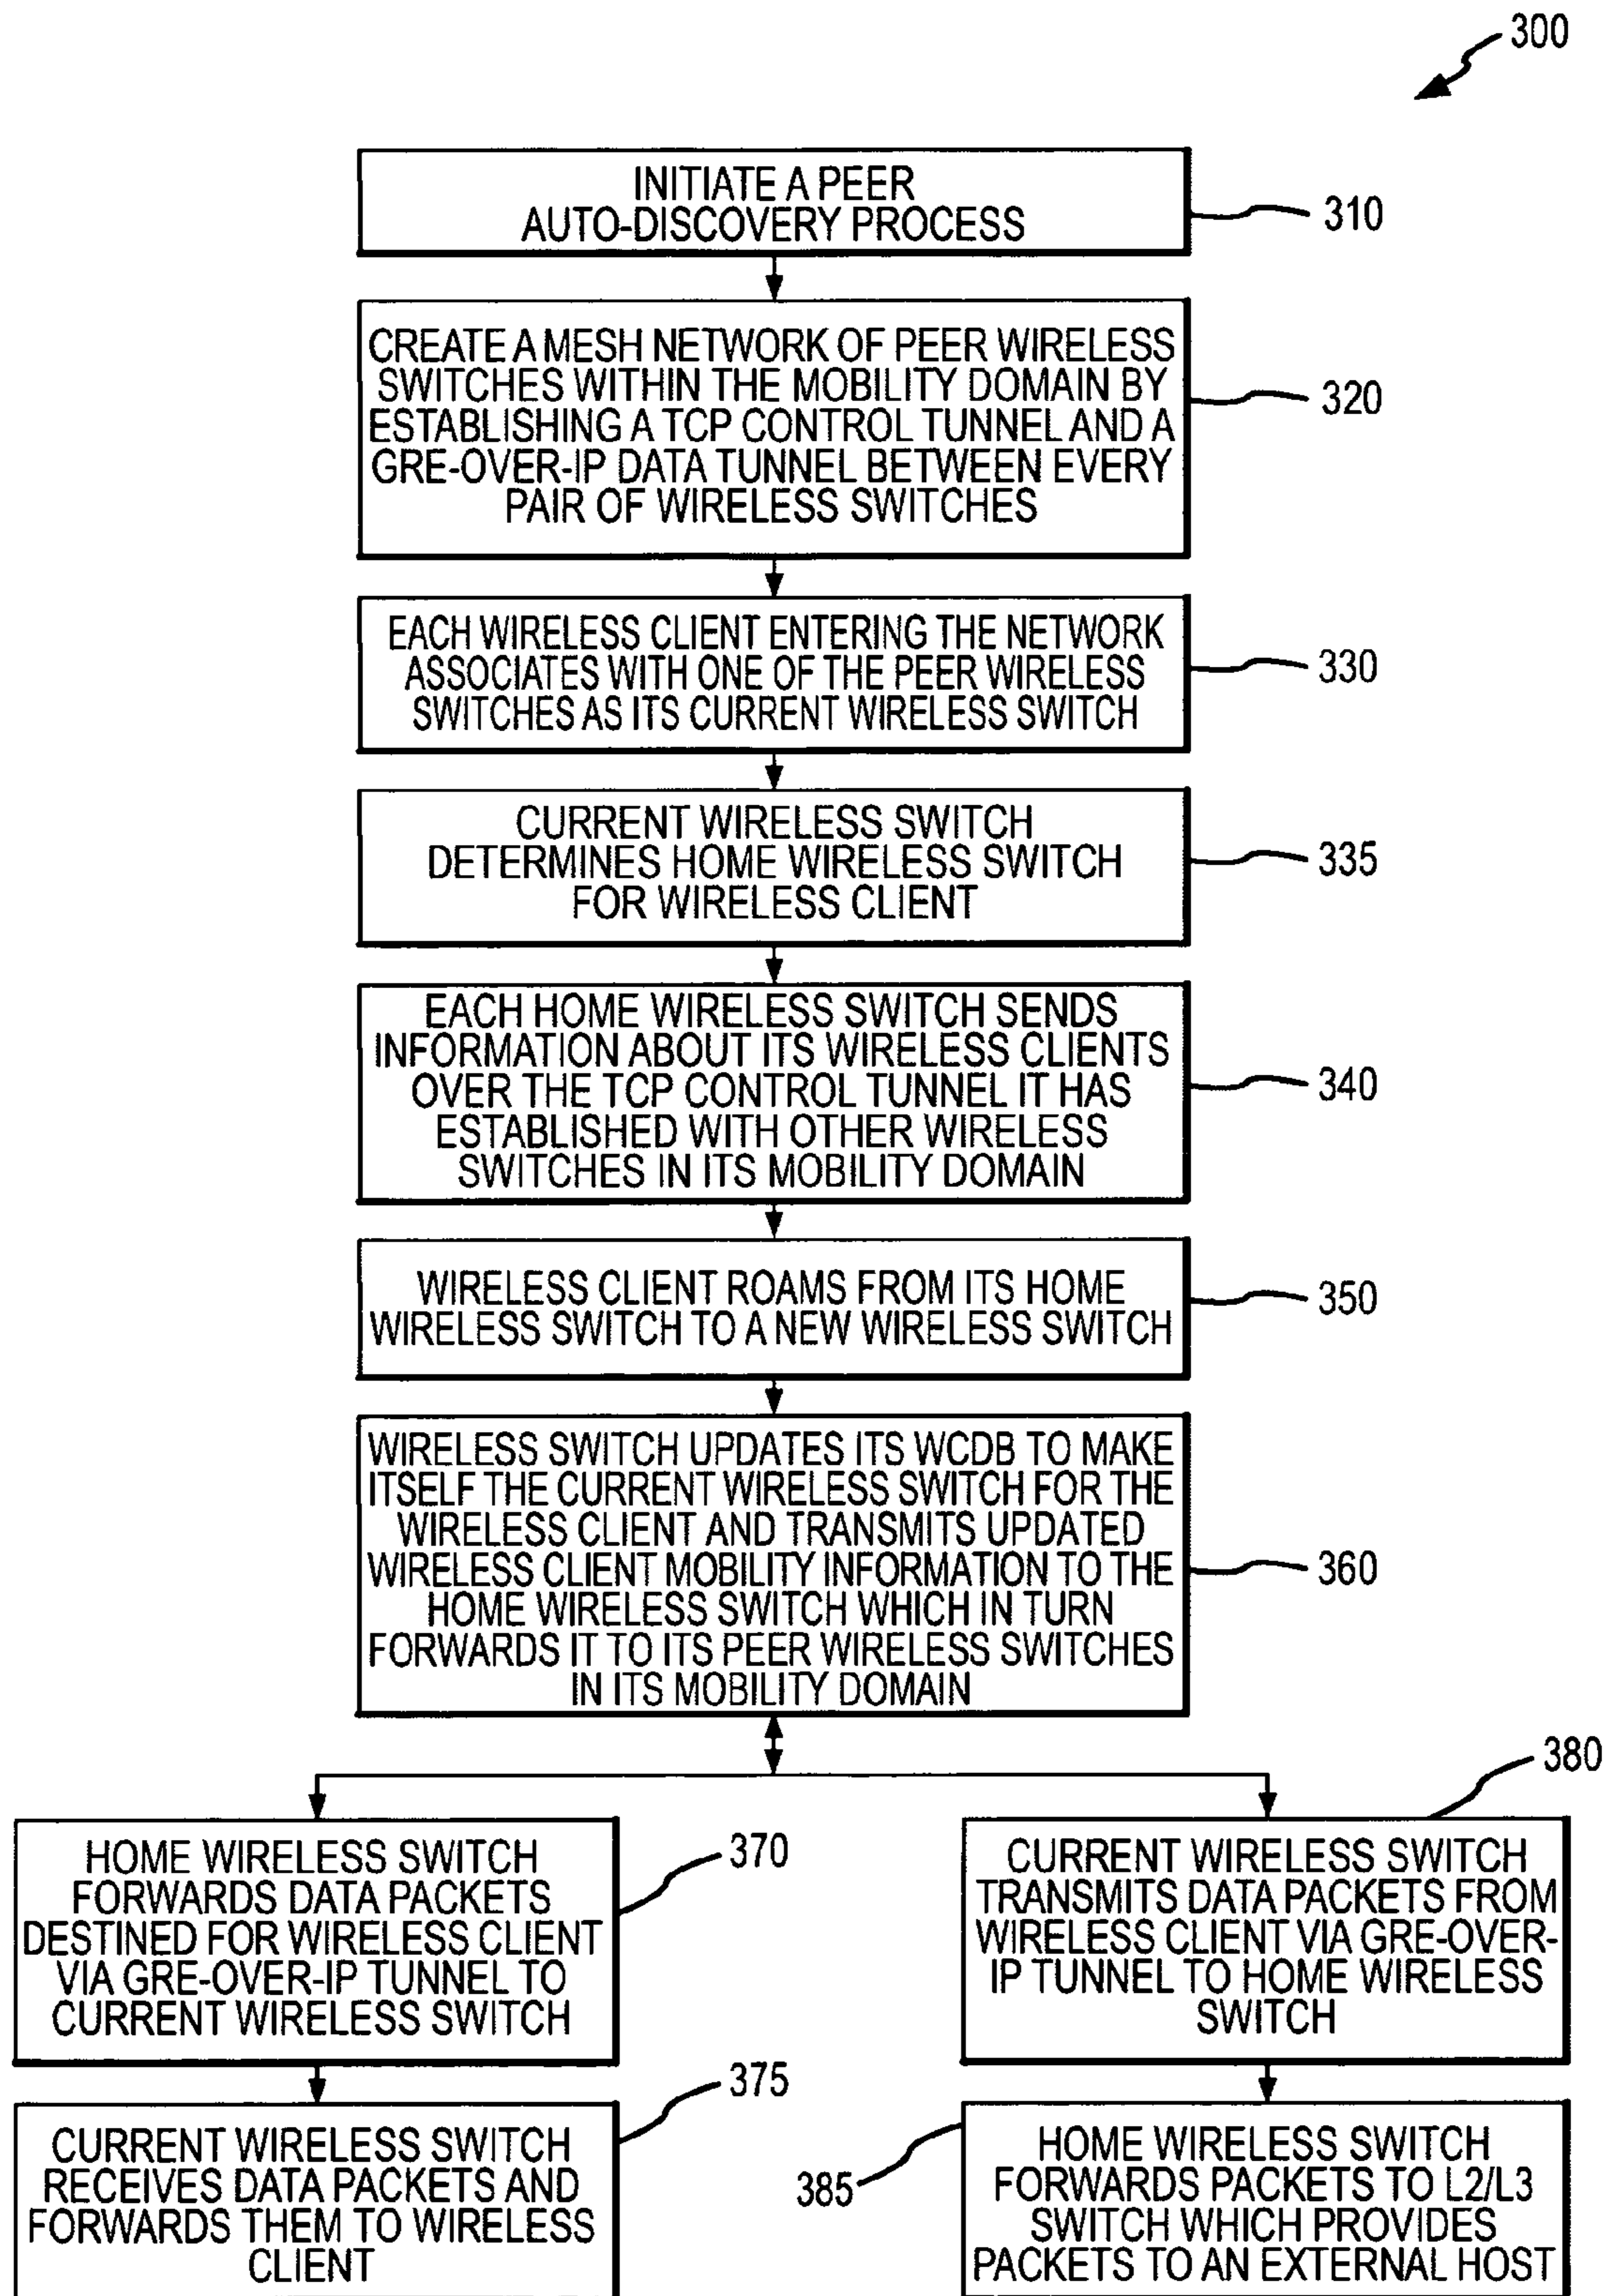 300
INITIATE A PEER
AUTO-DISCOVERY PROCESS
310
CREATE A MESH NETWORK OF PEER WIRELESS
SWITCHES WITHIN THE MOBILITY DOMAIN BY
ESTABLISHING A TCP CONTROL TUNNEL AND A
GRE-OVER-IP DATA TUNNEL BETWEEN EVERY
PAIR OF WIRELESS SWITCHES
320
EACH WIRELESS CLIENT ENTERING THE NETWORK
ASSOCIATES WITH ONE OF THE PEER WIRELESS
SWITCHES AS ITS CURRENT WIRELESS SWITCH
330
CURRENT WIRELESS SWITCH
DETERMINES HOME WIRELESS SWITCH
FOR WIRELESS CLIENT
335
EACH HOME WIRELESS SWITCH SENDS
INFORMATION ABOUT ITS WIRELESS CLIENTS
OVER THE TCP CONTROL TUNNEL IT HAS
ESTABLISHED WITH OTHER WIRELESS
SWITCHES IN ITS MOBILITY DOMAIN
340
WIRELESS CLIENT ROAMS FROM ITS HOME
WIRELESS SWITCH TO A NEW WIRELESS SWITCH
350
WIRELESS SWITCH UPDATES ITS WCDB TO MAKE
ITSELF THE CURRENT WIRELESS SWITCH FOR THE
WIRELESS CLIENT AND TRANSMITS UPDATED
WIRELESS CLIENT MOBILITY INFORMATION TO THE
HOME WIRELESS SWITCH WHICH IN TURN
FORWARDS IT TO ITS PEER WIRELESS SWITCHES
IN ITS MOBILITY DOMAIN
360
HOME WIRELESS SWITCH
FORWARDS DATA PACKETS
DESTINED FOR WIRELESS CLIENT
VIA GRE-OVER-IP TUNNEL TO
CURRENT WIRELESS SWITCH
370
CURRENT WIRELESS SWITCH
RECEIVES DATA PACKETS AND
FORWARDS THEM TO WIRELESS
CLIENT
375
CURRENT WIRELESS SWITCH
TRANSMITS DATA PACKETS FROM
WIRELESS CLIENT VIA GRE-OVER-
IP TUNNEL TO HOME WIRELESS
SWITCH
380
HOME WIRELESS SWITCH
FORWARDS PACKETS TO L2/L3
SWITCH WHICH PROVIDES
PACKETS TO AN EXTERNAL HOST
385